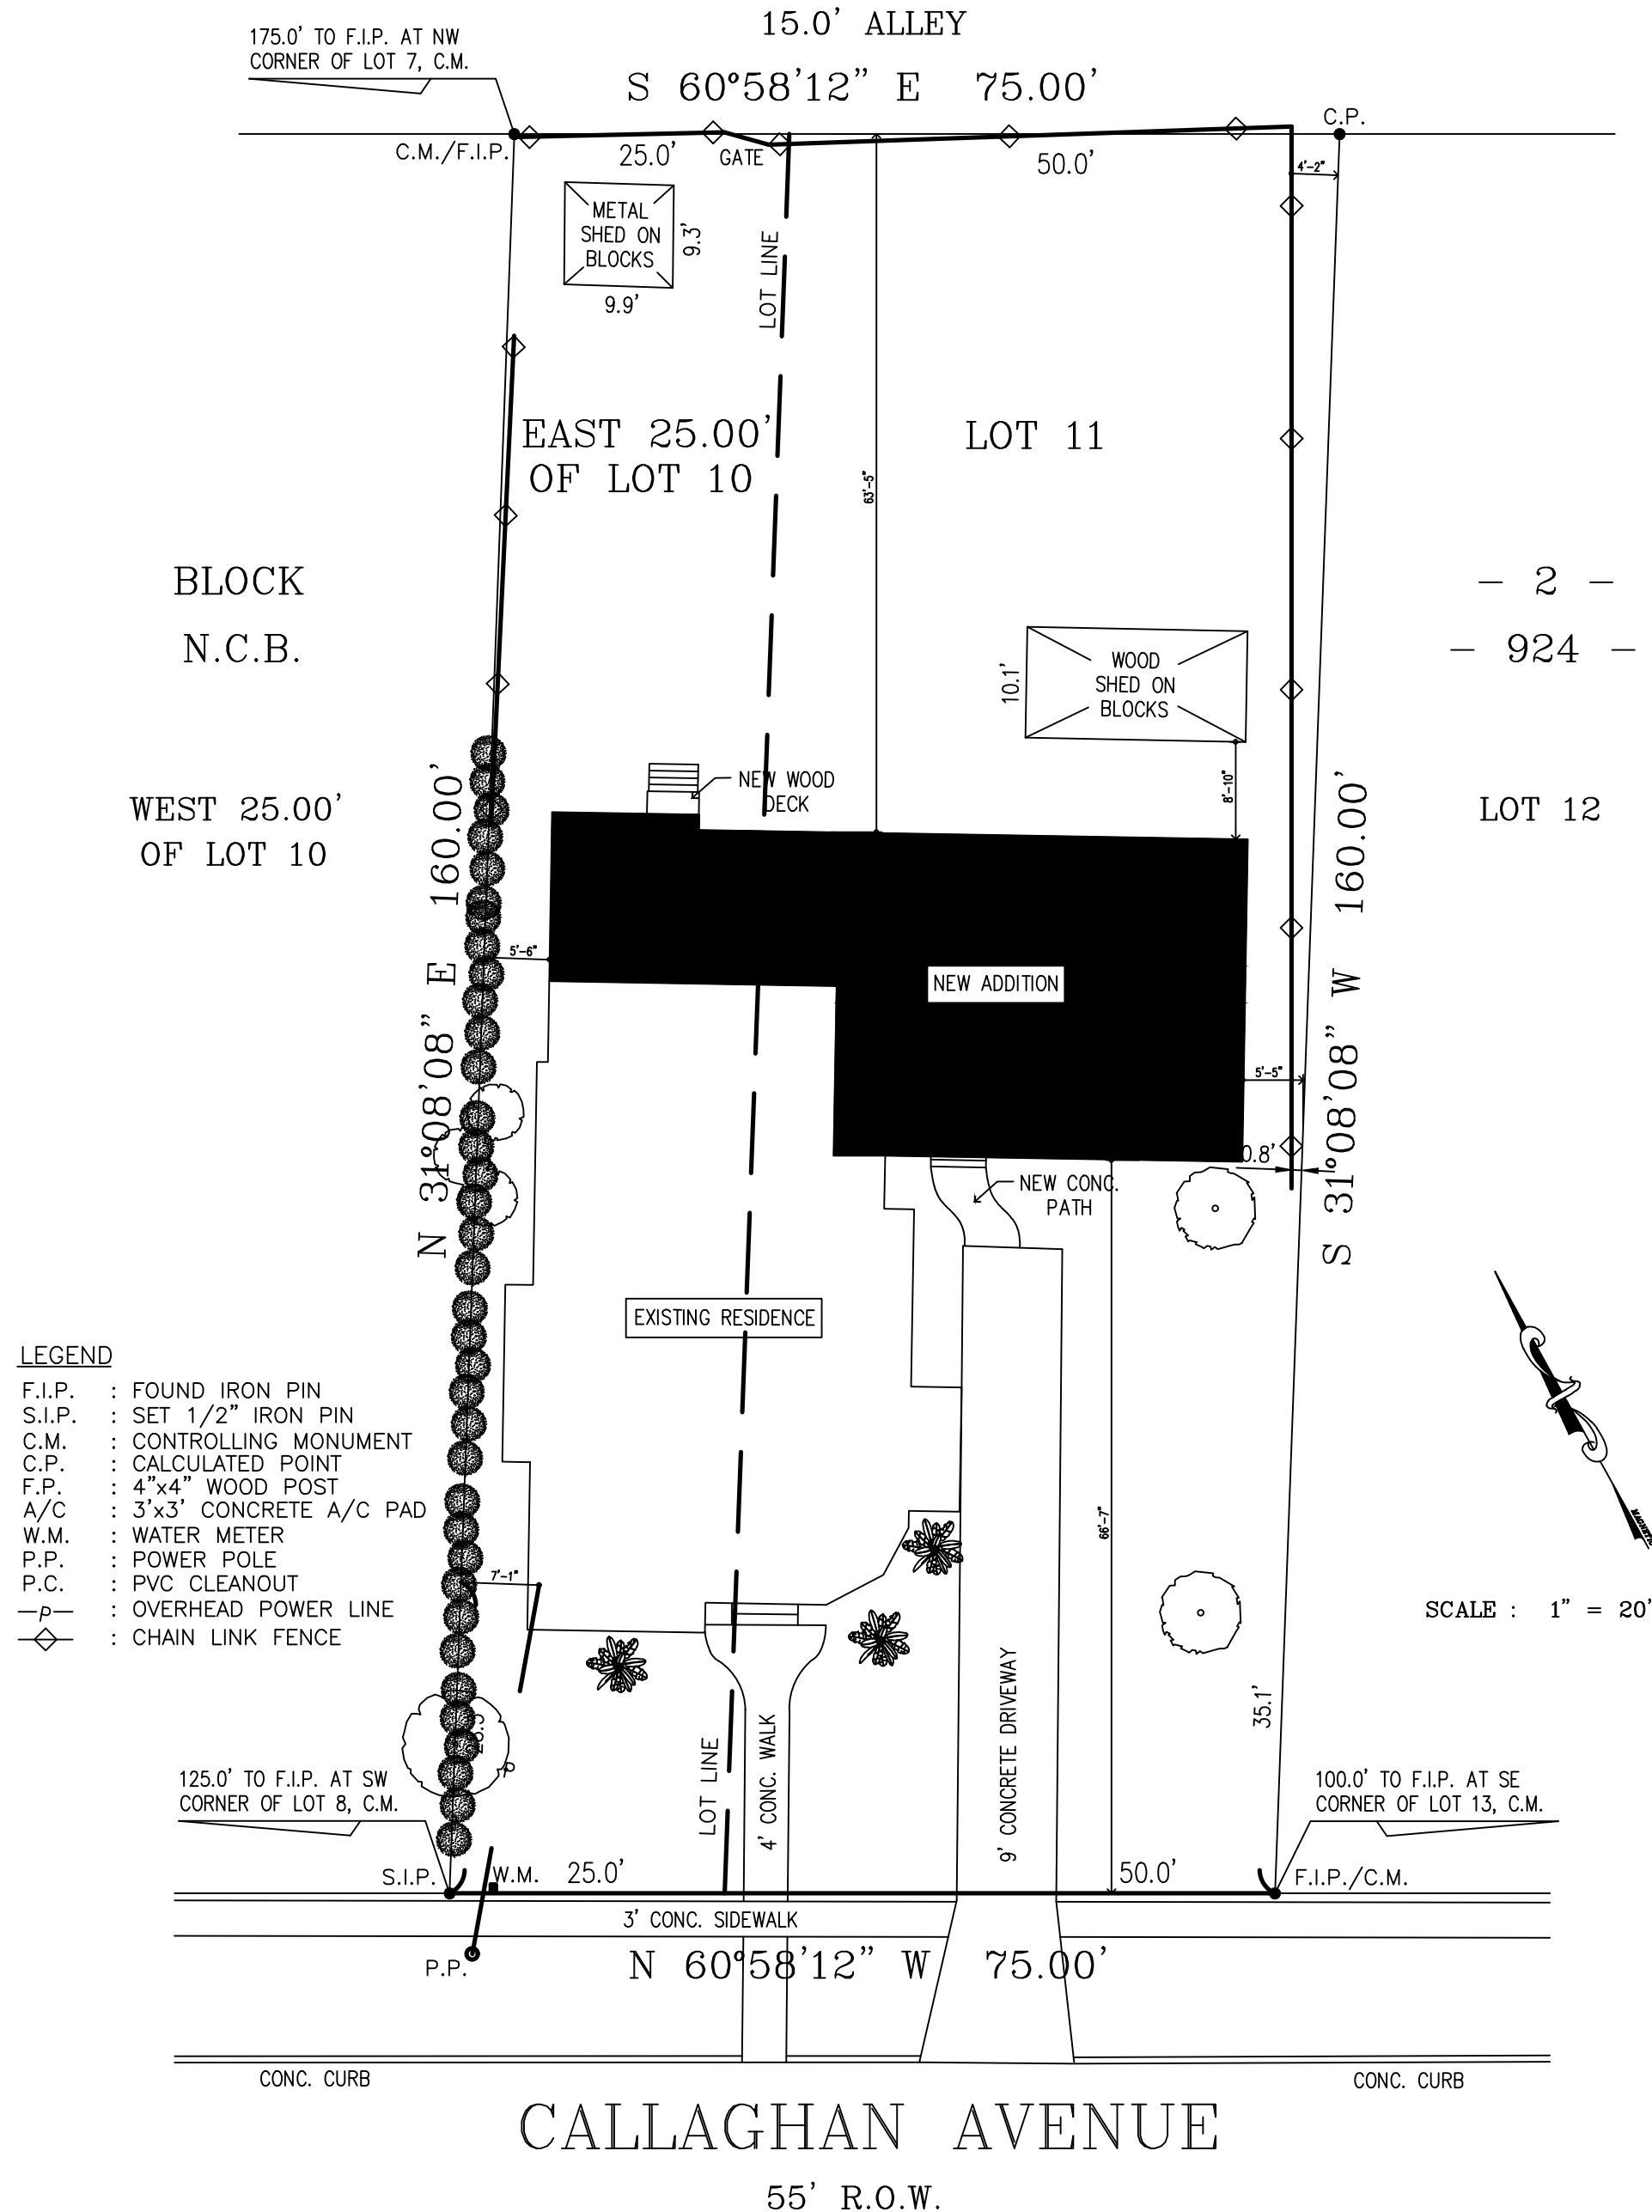 15.0' ALLEY
175.0' TO F.I.P. AT NW
CORNER OF LOT 7, C.M.
S 60°58'12" E 75.00'
C.P.
C.M./F.I.P.
25.0'
GATE
50.0'
4'-2"
METAL
SHED ON
BLOCKS
9.3'
9.9'
LOT LINE
EAST 25.00'
OF LOT 10
LOT 11
63'-5"
BLOCK
- 2 -
N.C.B.
- 924 -
WOOD
SHED ON
BLOCKS
10.1'
8'-10"
NEW WOOD
DECK
WEST 25.00'
OF LOT 10
LOT 12
N 31°08'08" E 160.00'
S 31°08'08" W 160.00'
5'-6"
NEW ADDITION
5'-5"
0.8'
NEW CONC.
PATH
EXISTING RESIDENCE
LEGEND
F.I.P. : FOUND IRON PIN
S.I.P. : SET 1/2" IRON PIN
C.M. : CONTROLLING MONUMENT
C.P. : CALCULATED POINT
F.P. : 4"x4" WOOD POST
A/C : 3'x3' CONCRETE A/C PAD
W.M. : WATER METER
P.P. : POWER POLE
P.C. : PVC CLEANOUT
P : OVERHEAD POWER LINE
: CHAIN LINK FENCE
66'-7"
7'-1"
SCALE : 1" = 20'
35.1'
P
LOT LINE
4' CONC. WALK
9' CONCRETE DRIVEWAY
125.0' TO F.I.P. AT SW
CORNER OF LOT 8, C.M.
100.0' TO F.I.P. AT SE
CORNER OF LOT 13, C.M.
S.I.P.
W.M.
25.0'
50.0'
F.I.P./C.M.
3' CONC. SIDEWALK
P.P.
N 60°58'12" W 75.00'
CONC. CURB
CONC. CURB
CALLAGHAN AVENUE
55' R.O.W.